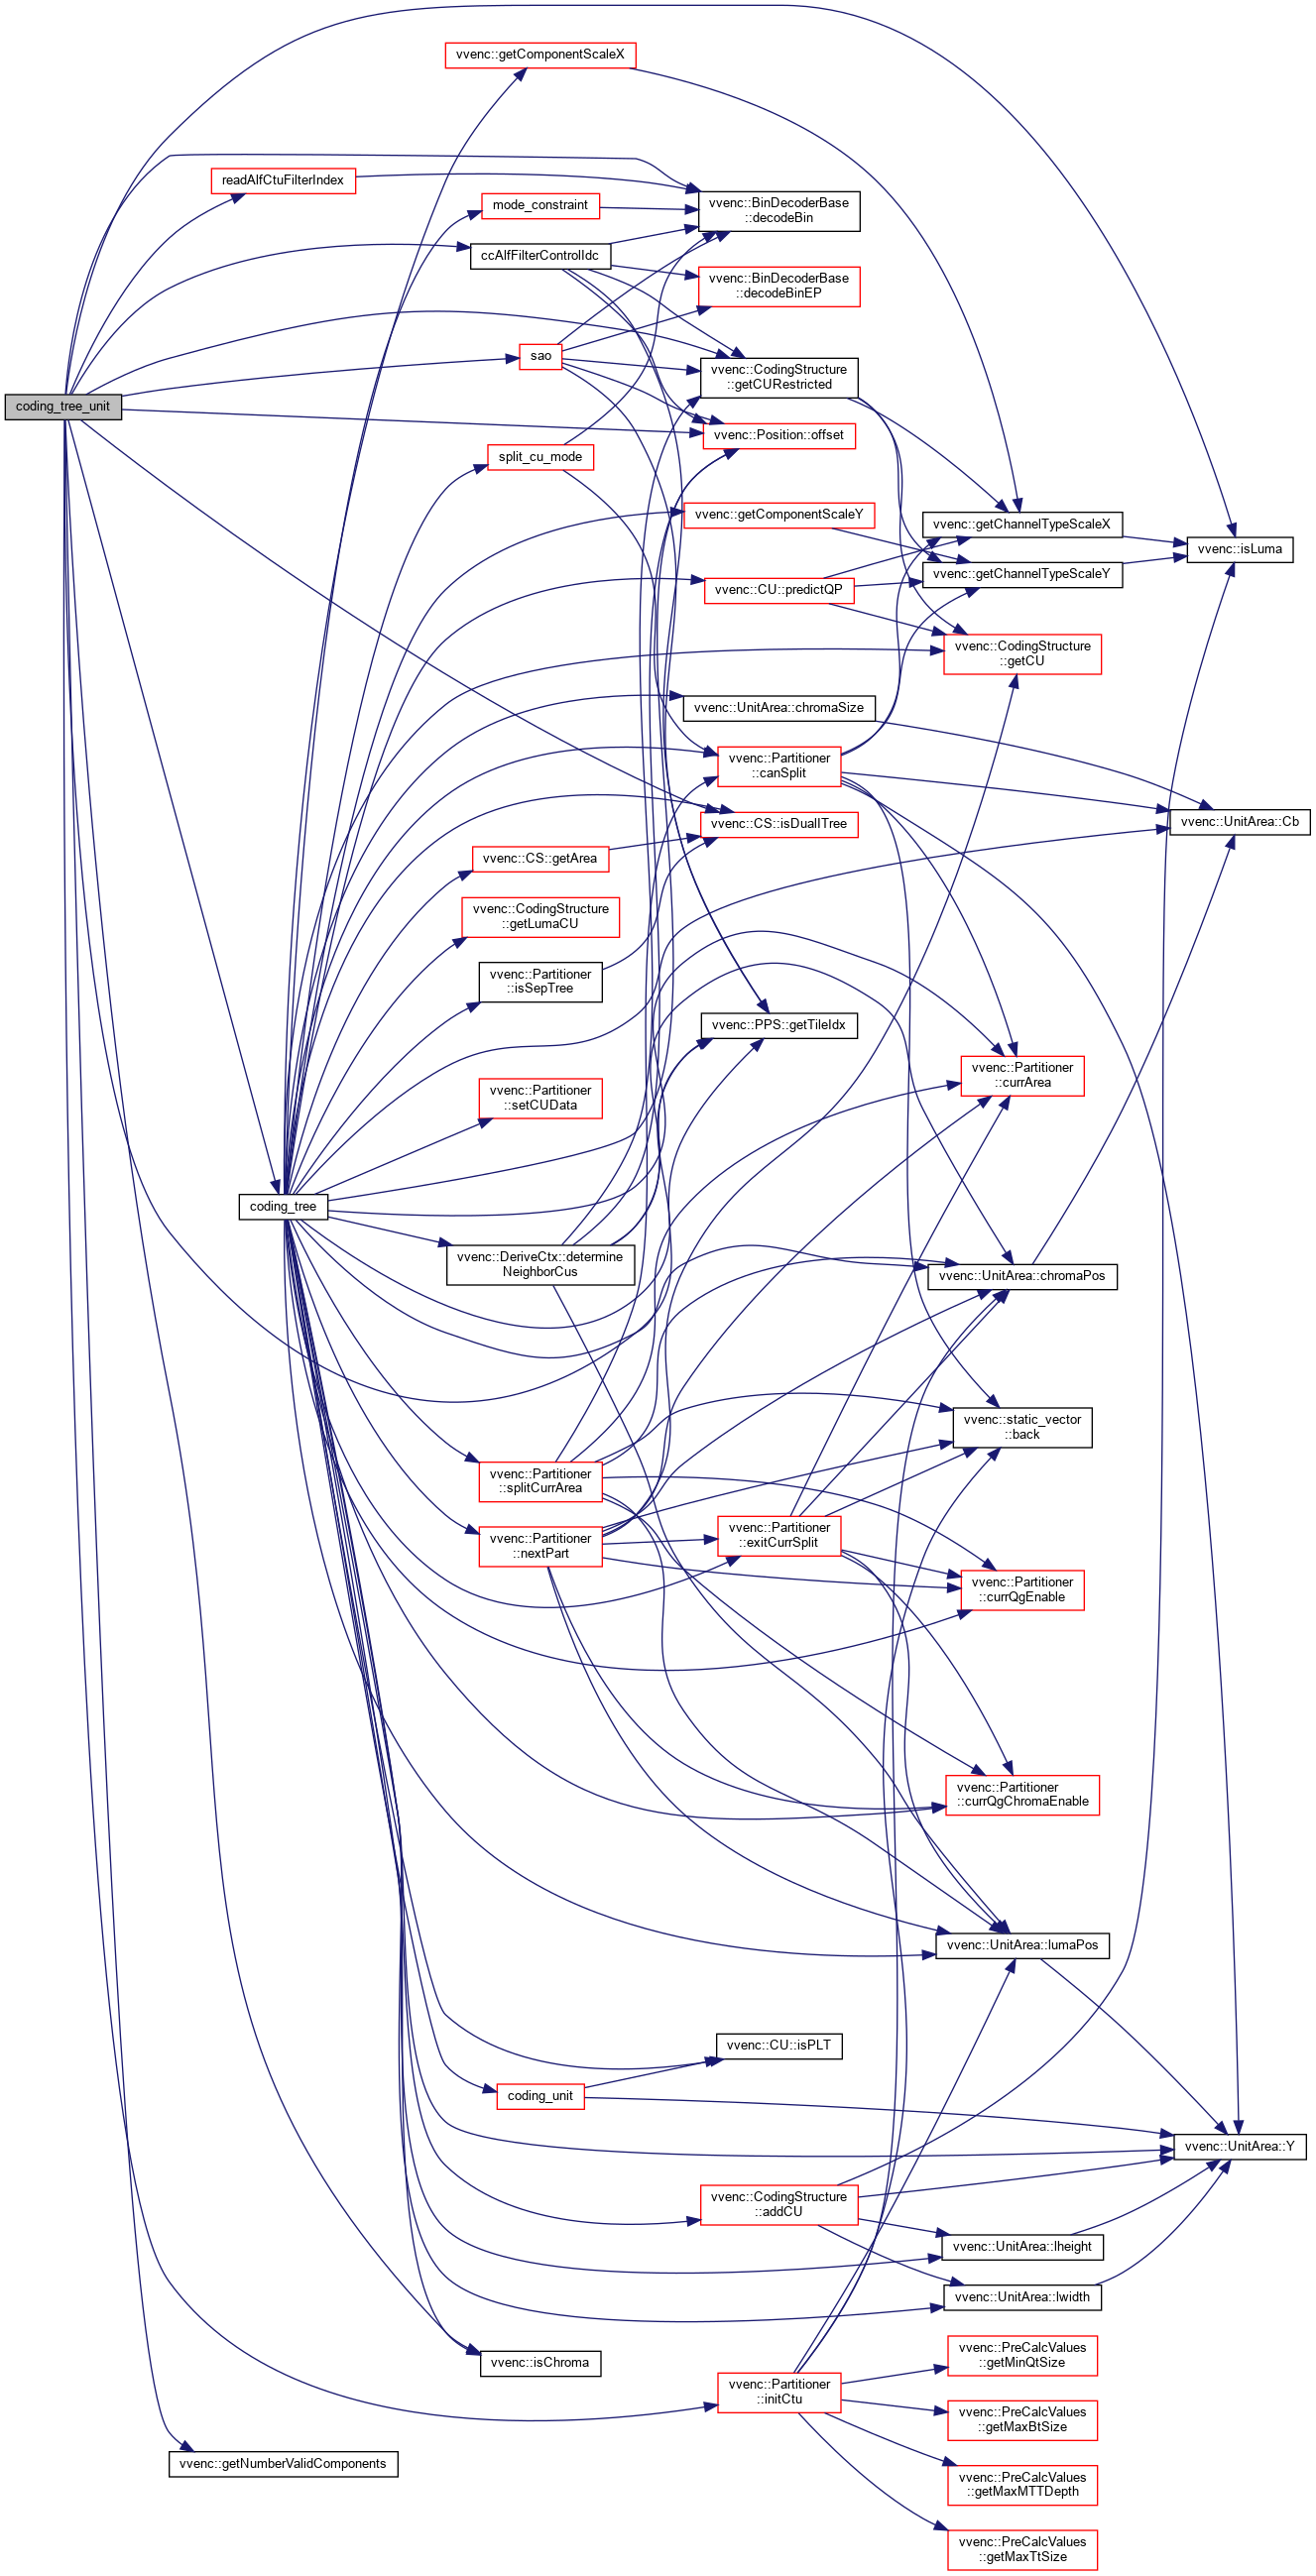 vvenc::getComponentScaleX
readAlfCtuFilterIndex
mode_constraint
vvenc::BinDecoderBase
::decodeBin
ccAlfFilterControlIdc
vvenc::BinDecoderBase
::decodeBinEP
sao
vvenc::CodingStructure
::getCURestricted
coding_tree_unit
vvenc::Position::offset
split_cu_mode
vvenc::getComponentScaleY
vvenc::getChannelTypeScaleX
vvenc::isLuma
vvenc::getChannelTypeScaleY
vvenc::CU::predictQP
vvenc::CodingStructure
::getCU
vvenc::UnitArea::chromaSize
vvenc::Partitioner
::canSplit
vvenc::CS::isDualITree
vvenc::UnitArea::Cb
vvenc::CS::getArea
vvenc::CodingStructure
::getLumaCU
vvenc::Partitioner
::isSepTree
vvenc::PPS::getTileIdx
vvenc::Partitioner
::currArea
vvenc::Partitioner
::setCUData
coding_tree
vvenc::DeriveCtx::determine
NeighborCus
vvenc::UnitArea::chromaPos
vvenc::static_vector
::back
vvenc::Partitioner
::splitCurrArea
vvenc::Partitioner
::nextPart
vvenc::Partitioner
::exitCurrSplit
vvenc::Partitioner
::currQgEnable
vvenc::Partitioner
::currQgChromaEnable
vvenc::UnitArea::lumaPos
vvenc::CU::isPLT
coding_unit
vvenc::UnitArea::Y
vvenc::CodingStructure
::addCU
vvenc::UnitArea::lheight
vvenc::UnitArea::lwidth
vvenc::isChroma
vvenc::PreCalcValues
::getMinQtSize
vvenc::Partitioner
::initCtu
vvenc::PreCalcValues
::getMaxBtSize
vvenc::getNumberValidComponents
vvenc::PreCalcValues
::getMaxMTTDepth
vvenc::PreCalcValues
::getMaxTtSize